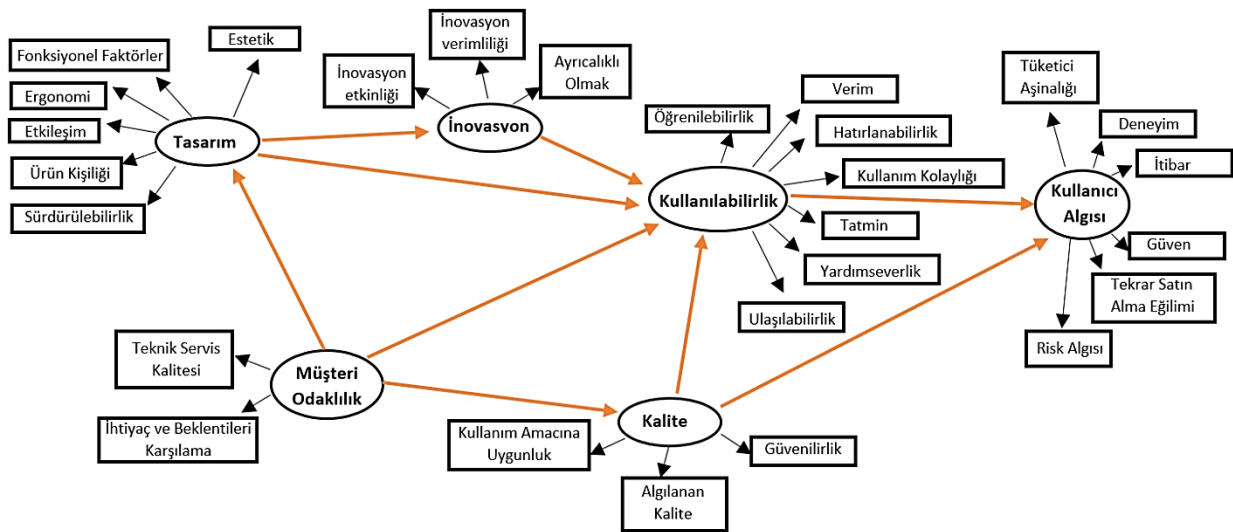 Estetik
Fonksiyonel Faktörler
Ergonomi
Etkileşim
Ürün Kişiliği
Sürdürülebilirlik
Tasarım
İnovasyon
etkinliği
İnovasyon
verimliliği
Ayrıcalıklı
Olmak
İnovasyon
Öğrenilebilirlik
Verim
Hatırlanabilirlik
Kullanım Kolaylığı
Tatmin
Yardımseverlik
Ulaşılabilirlik
Kullanılabilirlik
Tüketici
Aşinalığı
Deneyim
İtibar
Kullanıcı
Algısı
Güven
Tekrar Satın
Alma Eğilimi
Risk Algısı
Teknik Servis
Kalitesi
Müşteri
Odaklılık
İhtiyaç ve Beklentileri
Karşılama
Kalite
Kullanım Amacına
Uygunluk
Güvenilirlik
Algılanan
Kalite